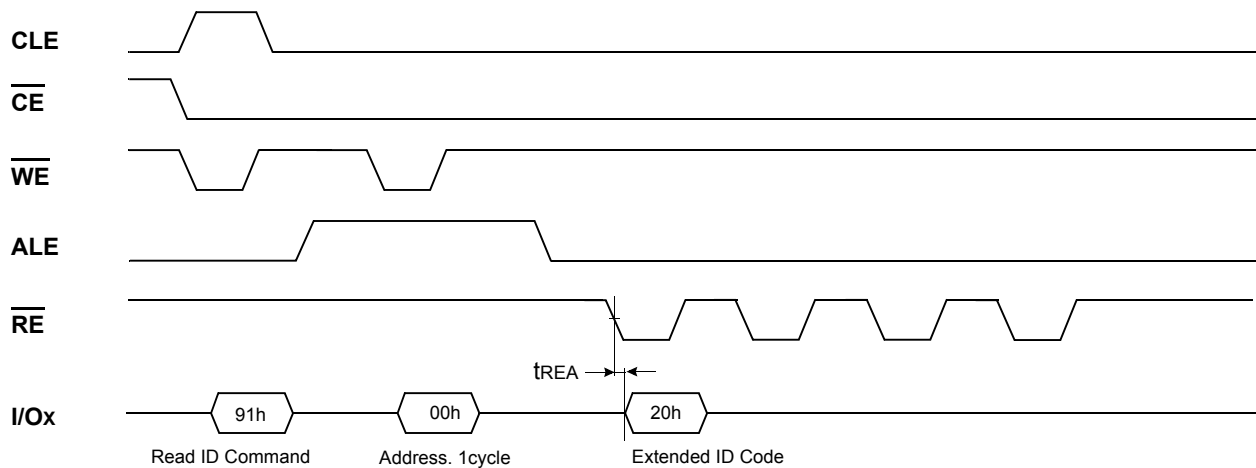 CLE
CE
WE
ALE
RE
tREA
I/Ox
91h
00h
20h
Read ID Command
Address. 1cycle
Extended ID Code